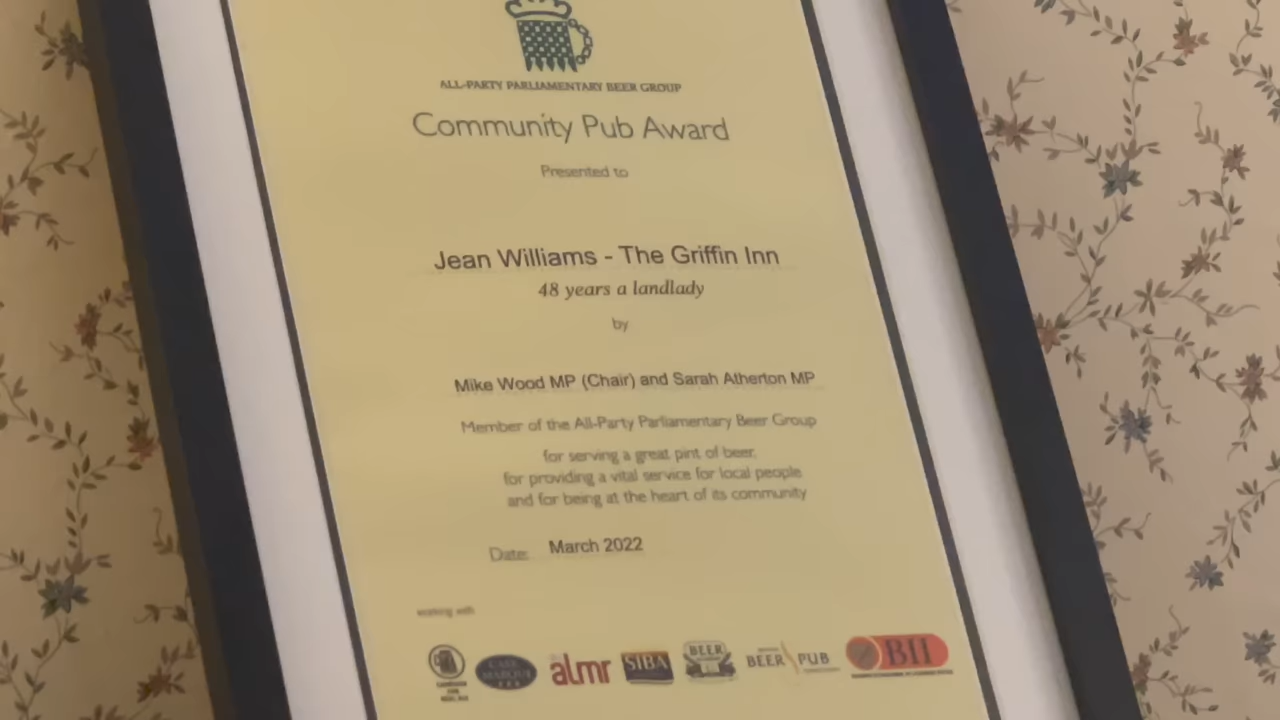 ALL-PARTY PARLIAMENTARY BEER GROUP
Community Pub Award
Presented to
Jean Williams - The Griffin Inn
48 years a landlady
by
Mike Wood MP (Chair) and Sarah Atherton MP
Member of the All-Party Parliamentary Beer Group
for serving a great pint of beer,
for providing a vital service for local people
and for being at the heart of its community
Date: March 2022
working with
CASK MARQUE almr SIBA BEER BEER PUB BII